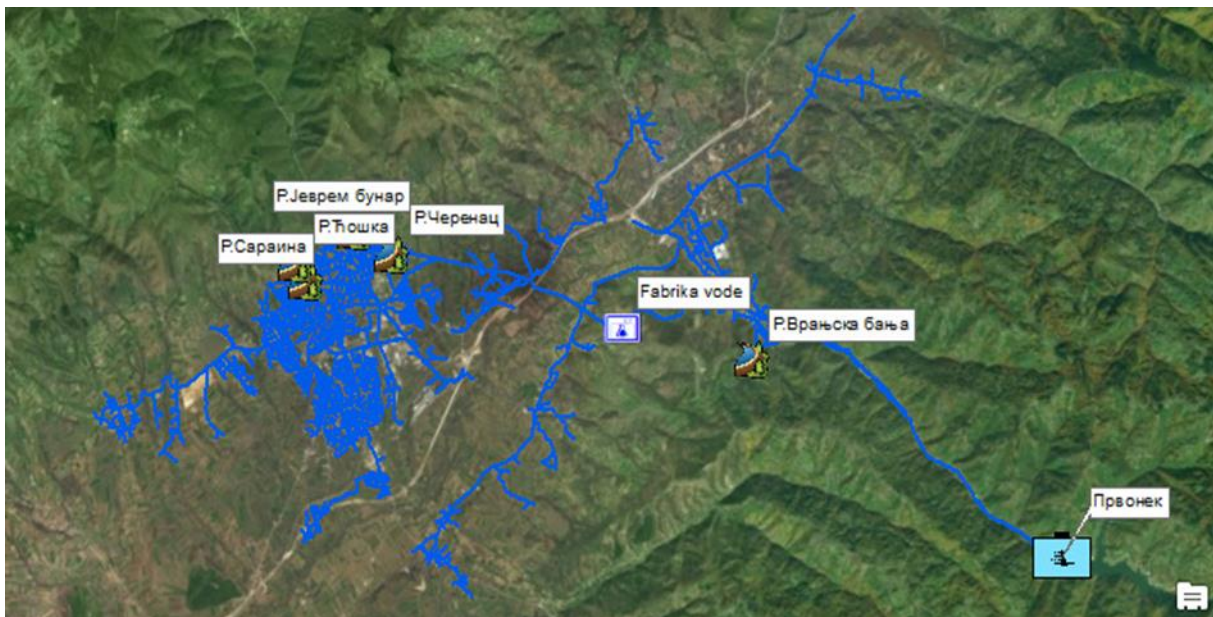 Р.Јеврем бунар
Р.Ћошка
Р.Черенац
Р.Сараина
Fabrika vode
Р.Врањска бања
Првонек